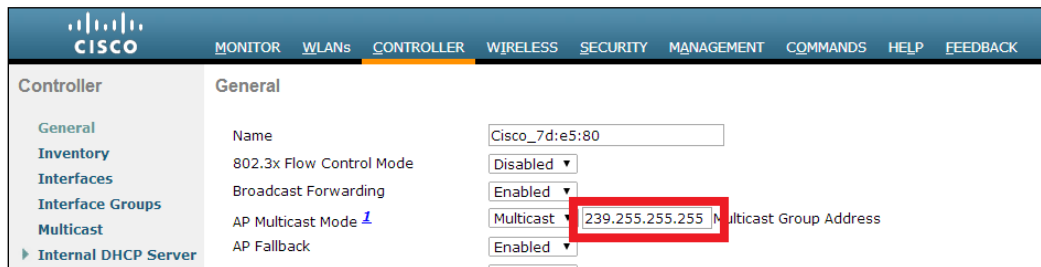 CISCO
MONITOR WLANs CONTROLLER WIRELESS SECURITY MANAGEMENT COMMANDS HELP FEEDBACK
Controller
General
General
Inventory
Interfaces
Interface Groups
Multicast
Internal DHCP Server
Name Cisco_7d:e5:80
802.3x Flow Control Mode Disabled
Broadcast Forwarding Enabled
AP Multicast Mode 1 Multicast 239.255.255.255 Multicast Group Address
AP Fallback Enabled